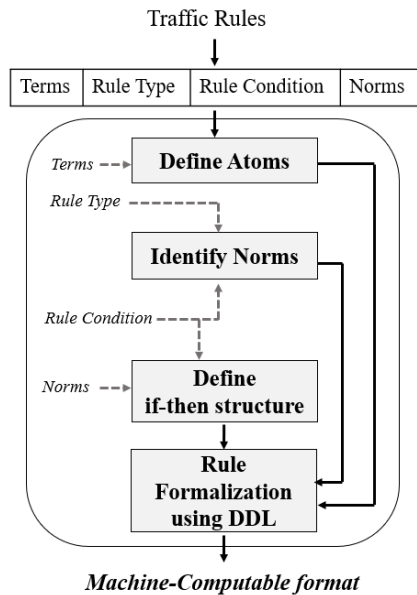 Traffic Rules
Terms Rule Type Rule Condition Norms
Terms
Define Atoms
Rule Type
Identify Norms
Rule Condition
Define
if-then structure
Norms
Rule
Formalization
using DDL
Machine-Computable format